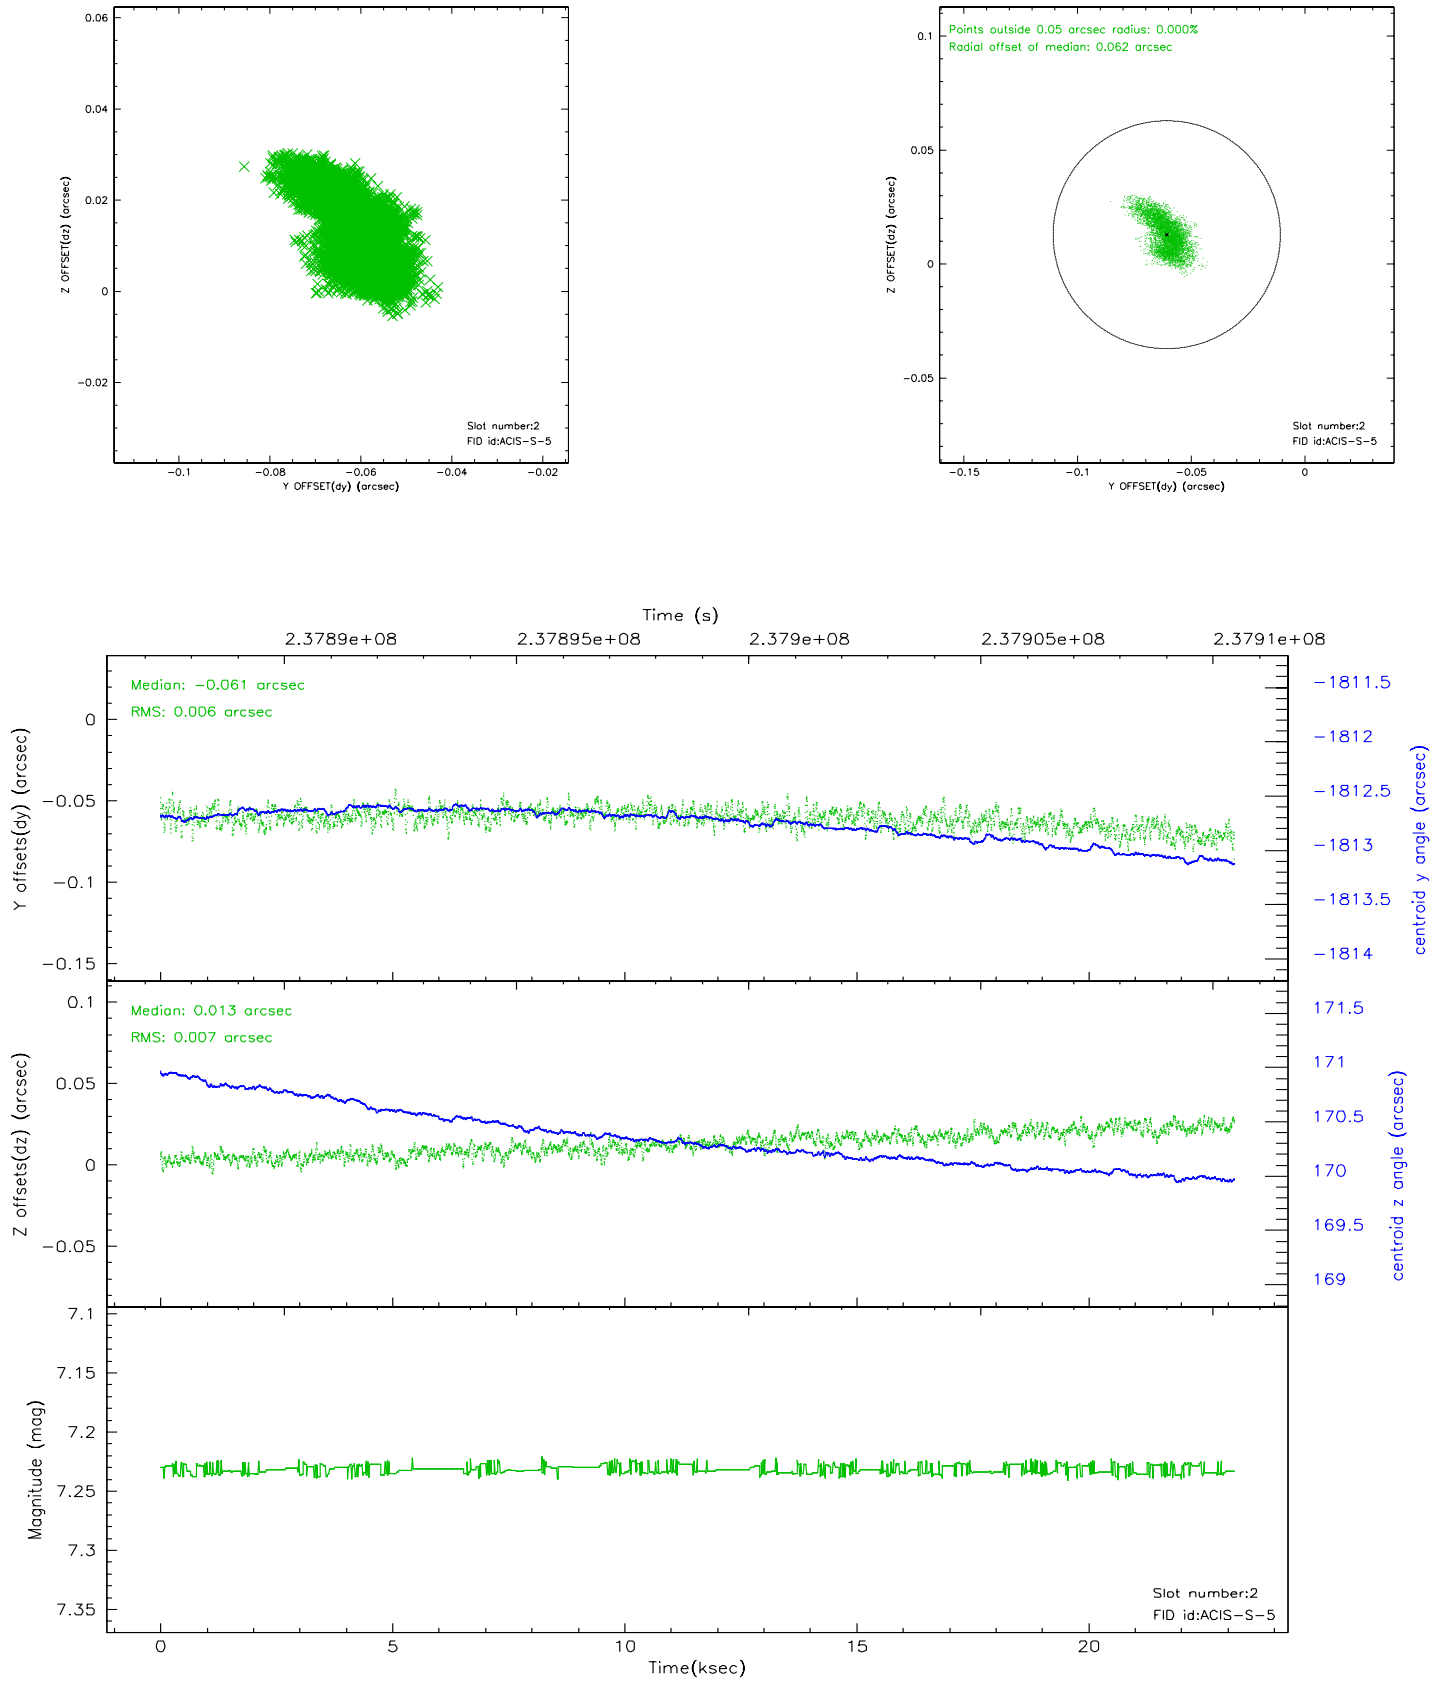 0.06
0.04
0.02
0
−0.02
Z OFFSET(dz) (arcsec)
Slot number:2
FID id:ACIS−S−5
−0.1
−0.08
−0.06
−0.04
−0.02
Y OFFSET(dy) (arcsec)
Points outside 0.05 arcsec radius: 0.000%
Radial offset of median: 0.062 arcsec
0.1
0.05
0
−0.05
Z OFFSET(dz) (arcsec)
Slot number:2
FID id:ACIS−S−5
−0.15
−0.1
−0.05
0
Y OFFSET(dy) (arcsec)
Time (s)
2.3789e+08
2.37895e+08
2.379e+08
2.37905e+08
2.3791e+08
Median: −0.061 arcsec
RMS: 0.006 arcsec
0
−0.05
−0.1
−0.15
Y offsets(dy) (arcsec)
−1811.5
−1812
−1812.5
−1813
−1813.5
−1814
centroid y angle (arcsec)
Median: 0.013 arcsec
RMS: 0.007 arcsec
0.1
0.05
0
−0.05
Z offsets(dz) (arcsec)
171.5
171
170.5
170
169.5
169
centroid z angle (arcsec)
7.1
7.15
7.2
7.25
7.3
7.35
Magnitude (mag)
Slot number:2
FID id:ACIS−S−5
0
5
10
15
20
Time(ksec)